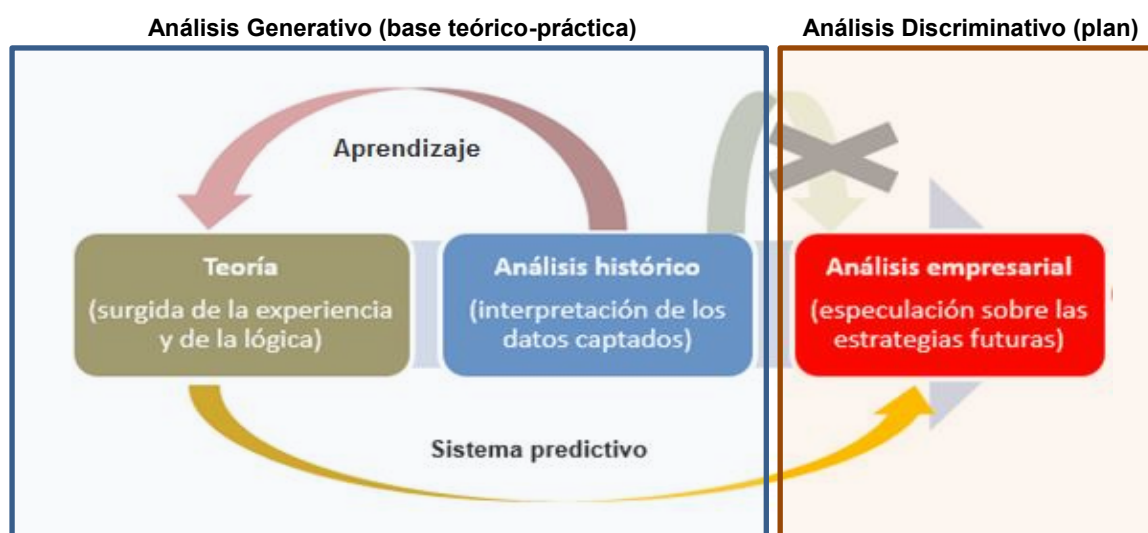 Análisis Generativo (base teórico-práctica)
Análisis Discriminativo (plan)
Aprendizaje
Teoría
(surgida de la experiencia
y de la lógica)
Análisis histórico
(interpretación de los
datos captados)
Análisis empresarial
(especulación sobre las
estrategias futuras)
Sistema predictivo